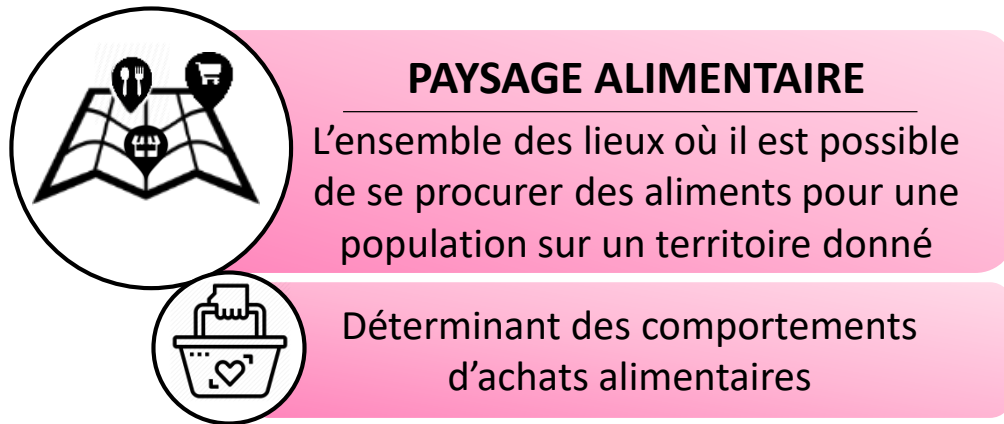 PAYSAGE ALIMENTAIRE
L’ensemble des lieux où il est possible
de se procurer des aliments pour une
population sur un territoire donné
Déterminant des comportements
d’achats alimentaires